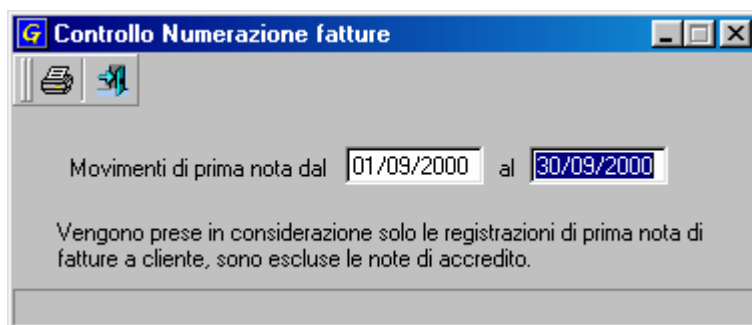 G Controllo Numerazione fatture
Movimenti di prima nota dal 01/09/2000 al 30/09/2000
Vengono prese in considerazione solo le registrazioni di prima nota di
fatture a cliente, sono escluse le note di accredito.